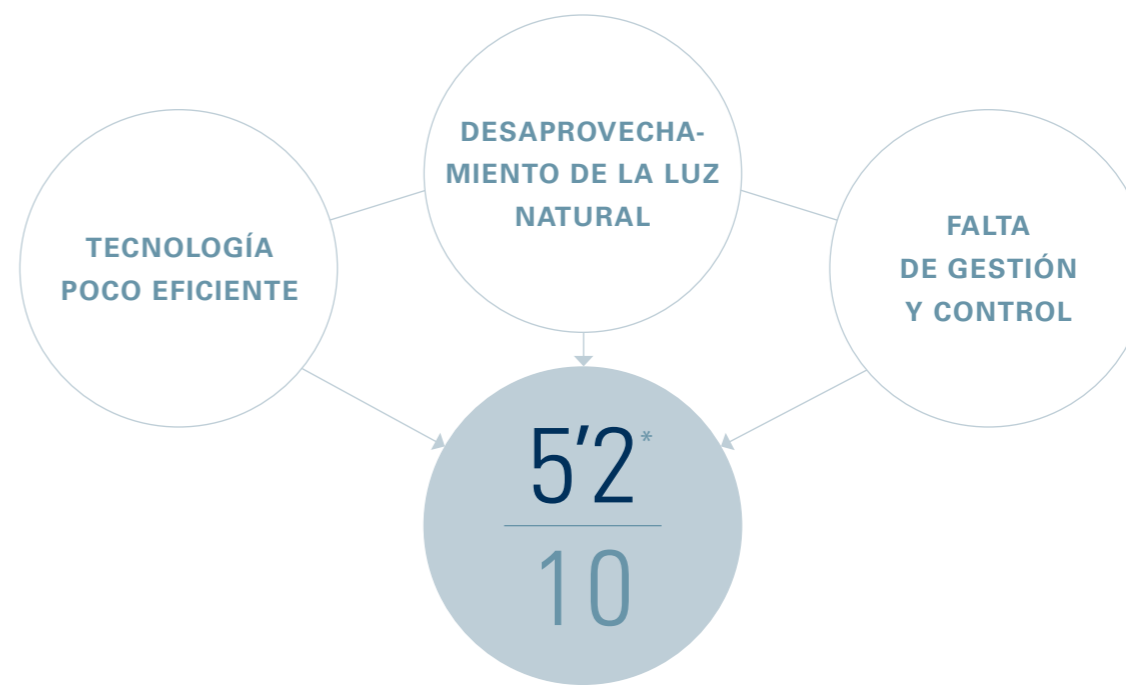 TECNOLOGÍA
POCO EFICIENTE
DESAPROVECHA-
MIENTO DE LA LUZ
NATURAL
FALTA
DE GESTIÓN
Y CONTROL
5’2*
10